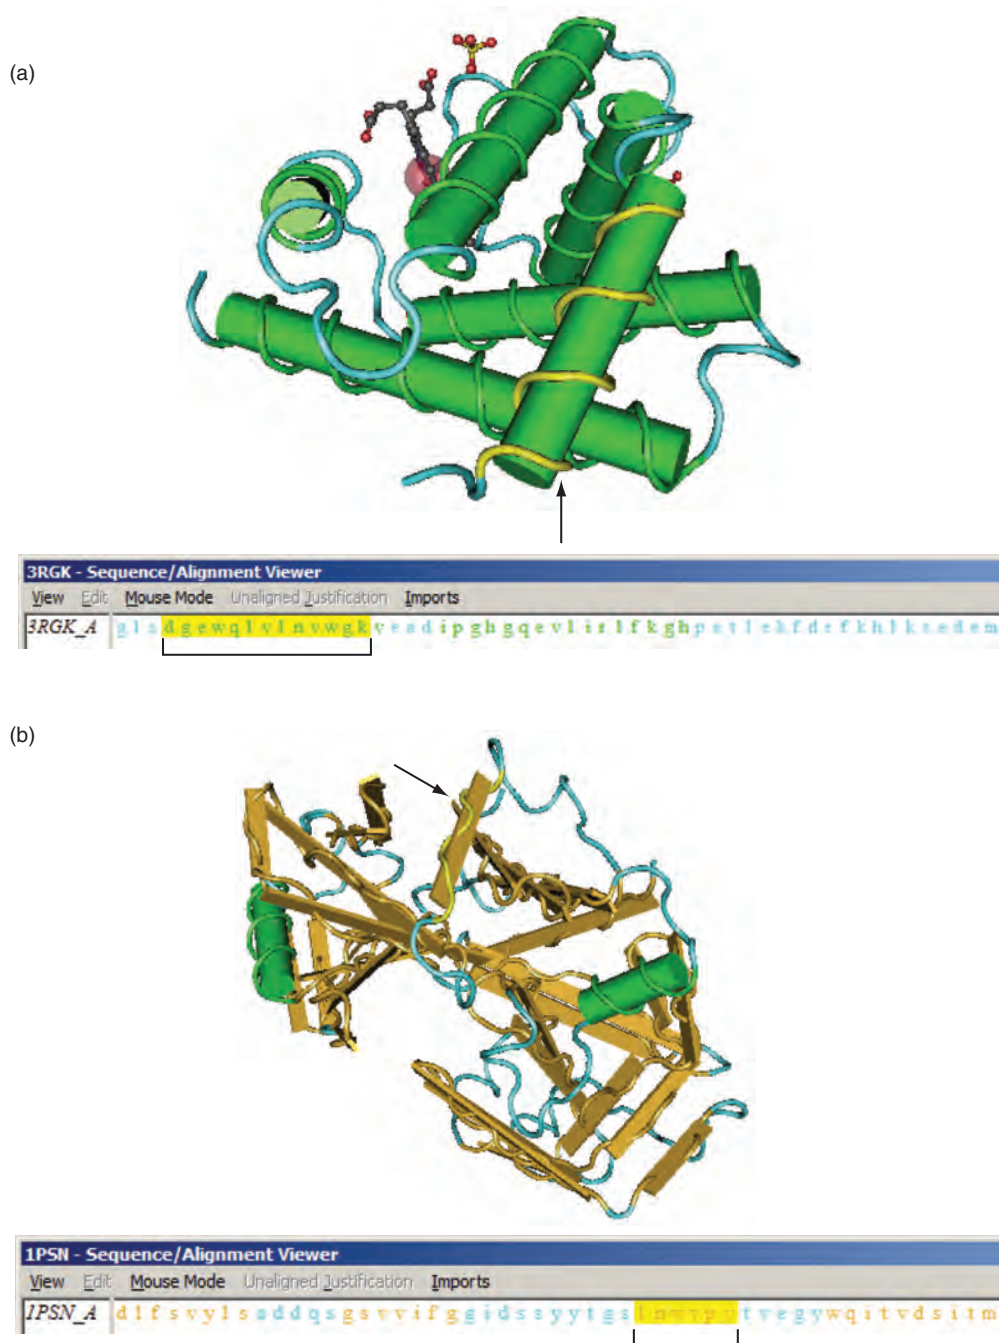 (a)
3RGK - Sequence/Alignment Viewer
View Edit Mouse Mode Unaligned Justification Imports
3RGK_A g l s d g e w q l v l n v w g k v e a d i p g h g q e v l i r l f k g h p e t l e k f d r f k h l k s e d e m
(b)
1PSN - Sequence/Alignment Viewer
View Edit Mouse Mode Unaligned Justification Imports
1PSN_A d l f s v y l s a d d q s g s v v i f g g i d s s y y t g s l n w v p v t v e g y w q i t v d s i t m